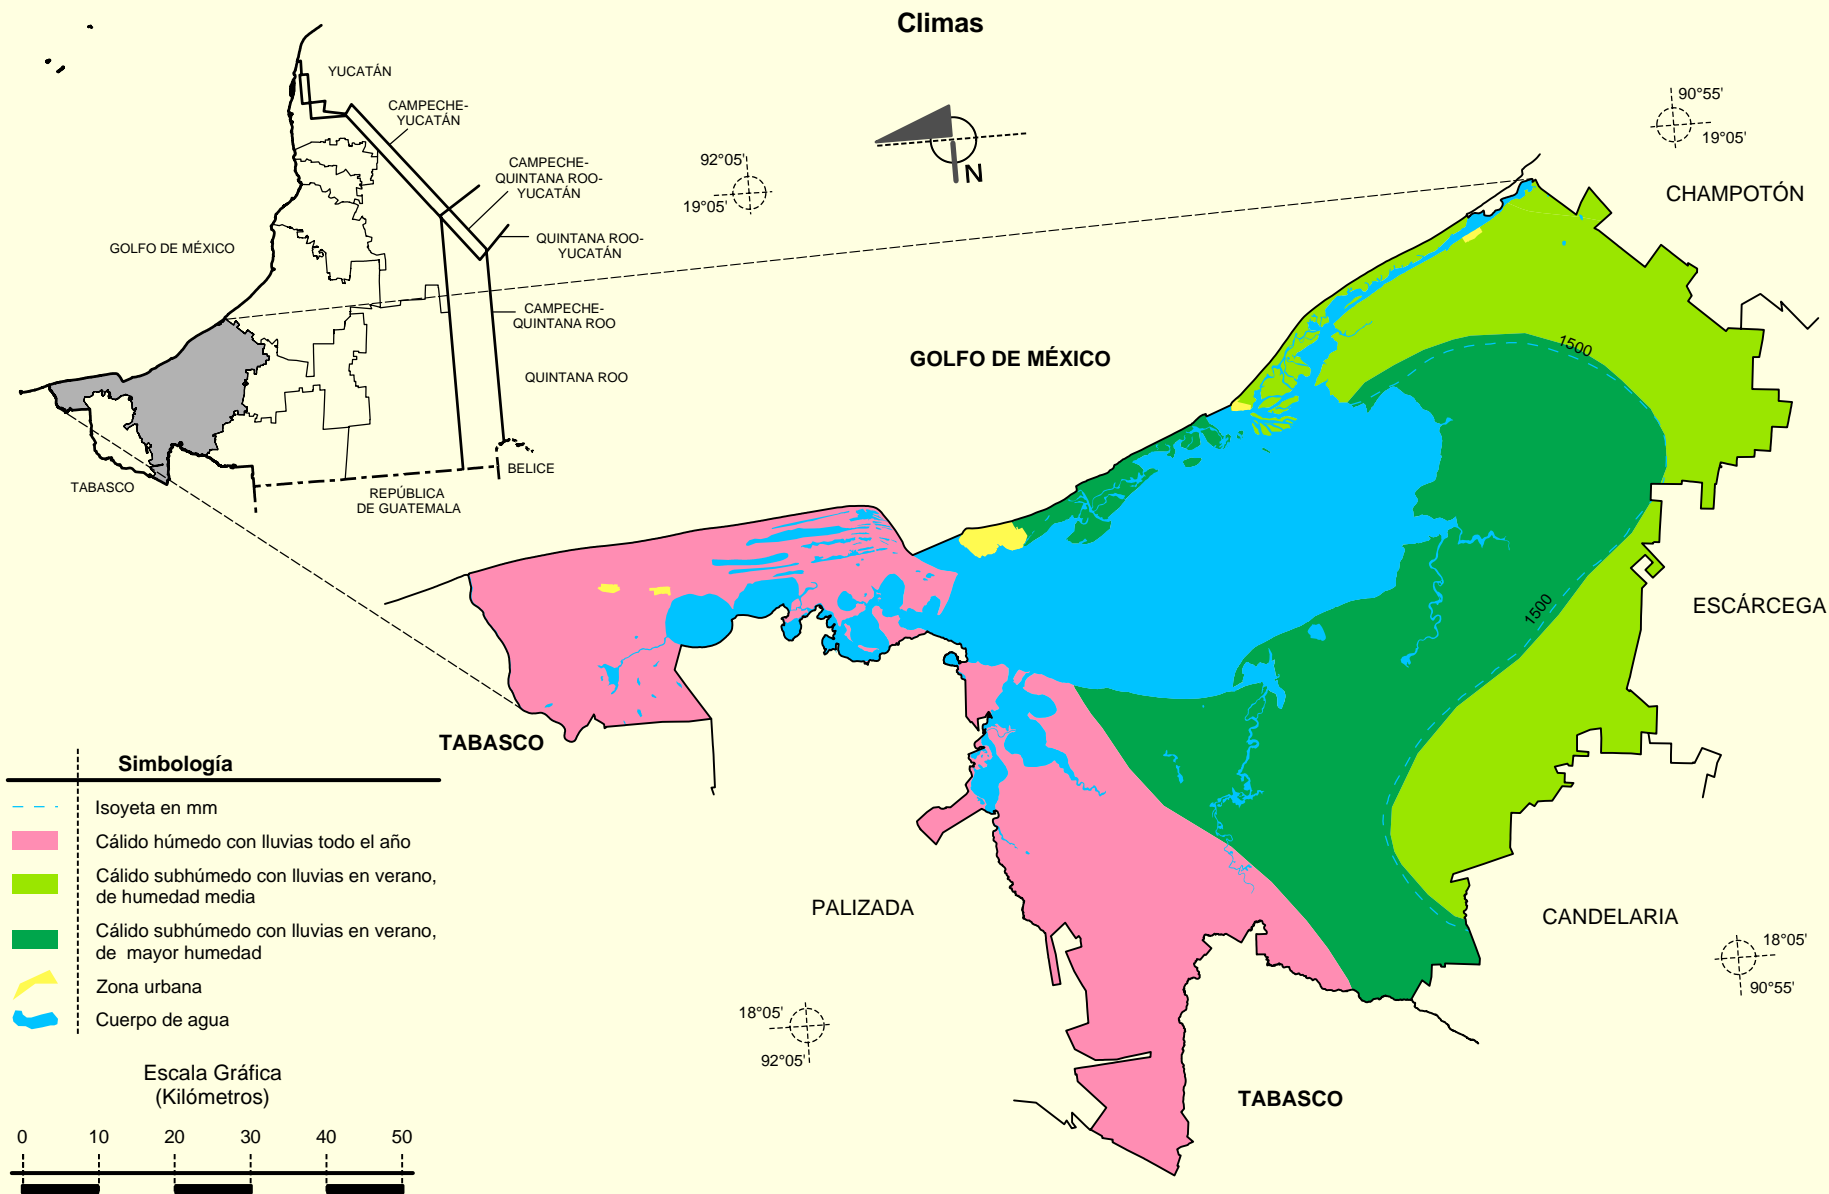 Climas
YUCATÁN
CAMPECHE-
YUCATÁN
CAMPECHE-
QUINTANA ROO-
YUCATÁN
QUINTANA ROO-
YUCATÁN
GOLFO DE MÉXICO
CAMPECHE-
QUINTANA ROO
QUINTANA ROO
BELICE
TABASCO
REPÚBLICA
DE GUATEMALA
92°05'
19°05'
N
90°55'
19°05'
CHAMPOTÓN
GOLFO DE MÉXICO
1500
1500
ESCÁRCEGA
TABASCO
PALIZADA
CANDELARIA
18°05'
90°55'
18°05'
92°05'
TABASCO
Simbología
Isoyeta en mm
Cálido húmedo con lluvias todo el año
Cálido subhúmedo con lluvias en verano,
de humedad media
Cálido subhúmedo con lluvias en verano,
de mayor humedad
Zona urbana
Cuerpo de agua
Escala Gráfica
(Kilómetros)
0 10 20 30 40 50